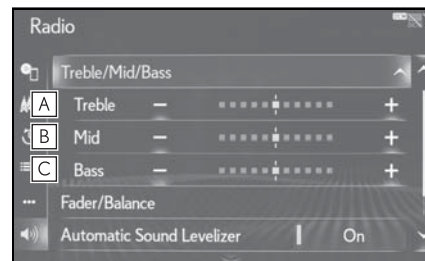 Radio
Treble/Mid/Bass
A Treble − +
B Mid − +
C Bass − +
Fader/Balance
Automatic Sound Levelizer On